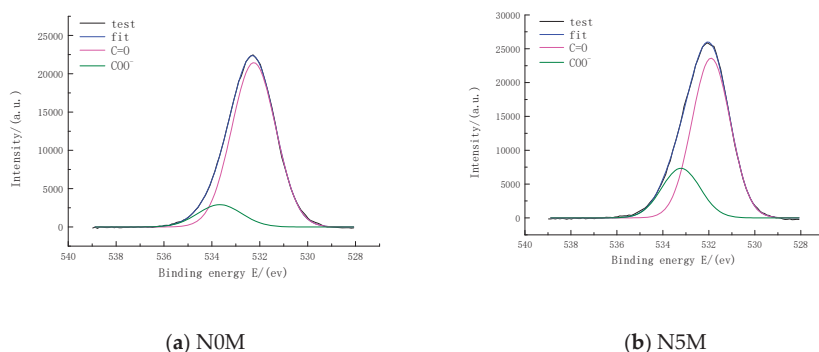 test
fit
C=O
COO⁻
25000
20000
15000
10000
5000
0
Intensity/(a.u.)
540 538 536 534 532 530 528
Binding energy E/(ev)
(a) N0M
test
fit
C=O
COO⁻
30000
25000
20000
15000
10000
5000
0
Intensity/(a.u.)
540 538 536 534 532 530 528
Binding energy E/(ev)
(b) N5M